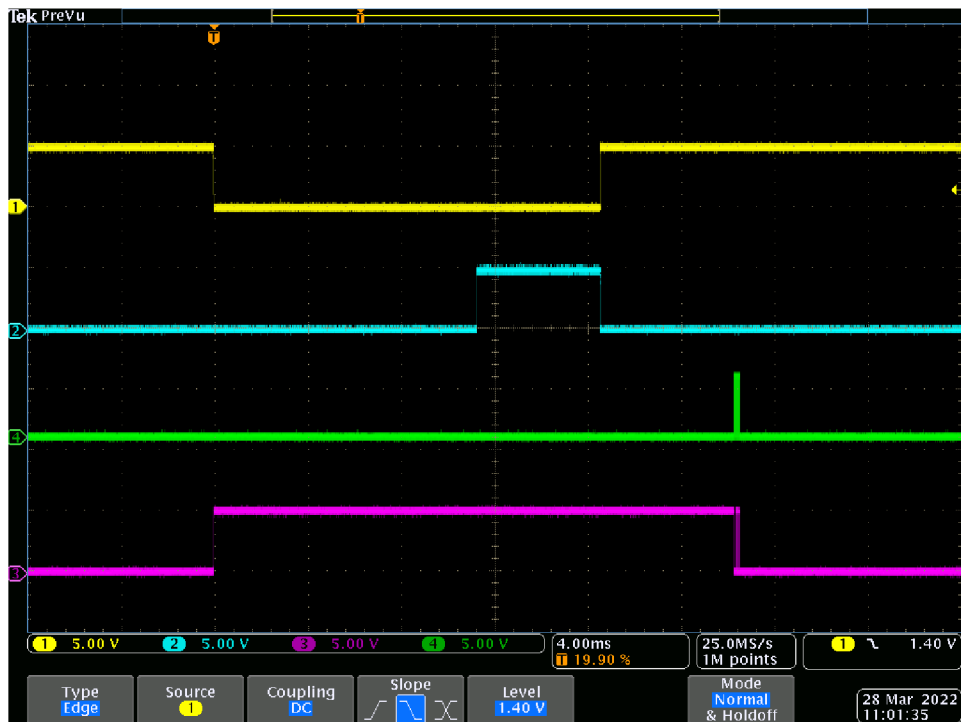 Tek PreVu
T
T
1
2
4
3
1 5.00 V 2 5.00 V 3 5.00 V 4 5.00 V
4.00ms
T 19.90 %
25.0MS/s
1M points
1 1.40 V
Type
Edge
Source
1
Coupling
DC
Slope
Level
1.40 V
Mode
Normal
& Holdoff
28 Mar 2022
11:01:35